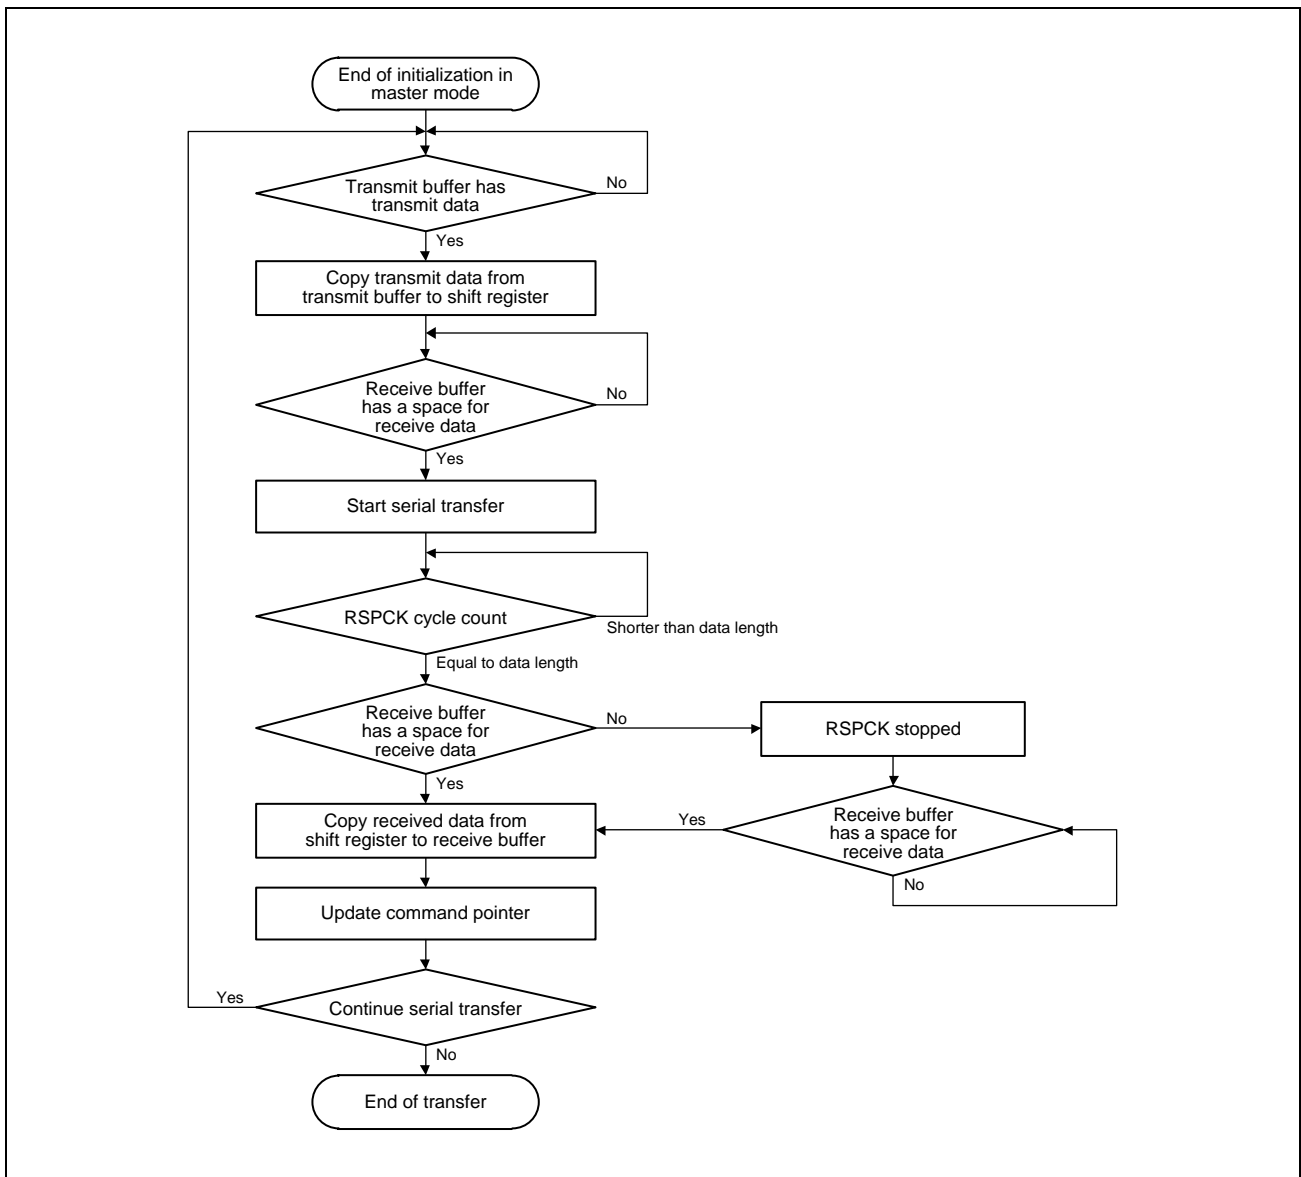 End of initialization in
master mode
Transmit buffer has
transmit data
No
Yes
Copy transmit data from
transmit buffer to shift register
Receive buffer
has a space for
receive data
No
Yes
Start serial transfer
RSPCK cycle count
Shorter than data length
Equal to data length
Receive buffer
has a space for
receive data
No
RSPCK stopped
Yes
Copy received data from
shift register to receive buffer
Yes
Receive buffer
has a space for
receive data
No
Update command pointer
Continue serial transfer
Yes
No
End of transfer